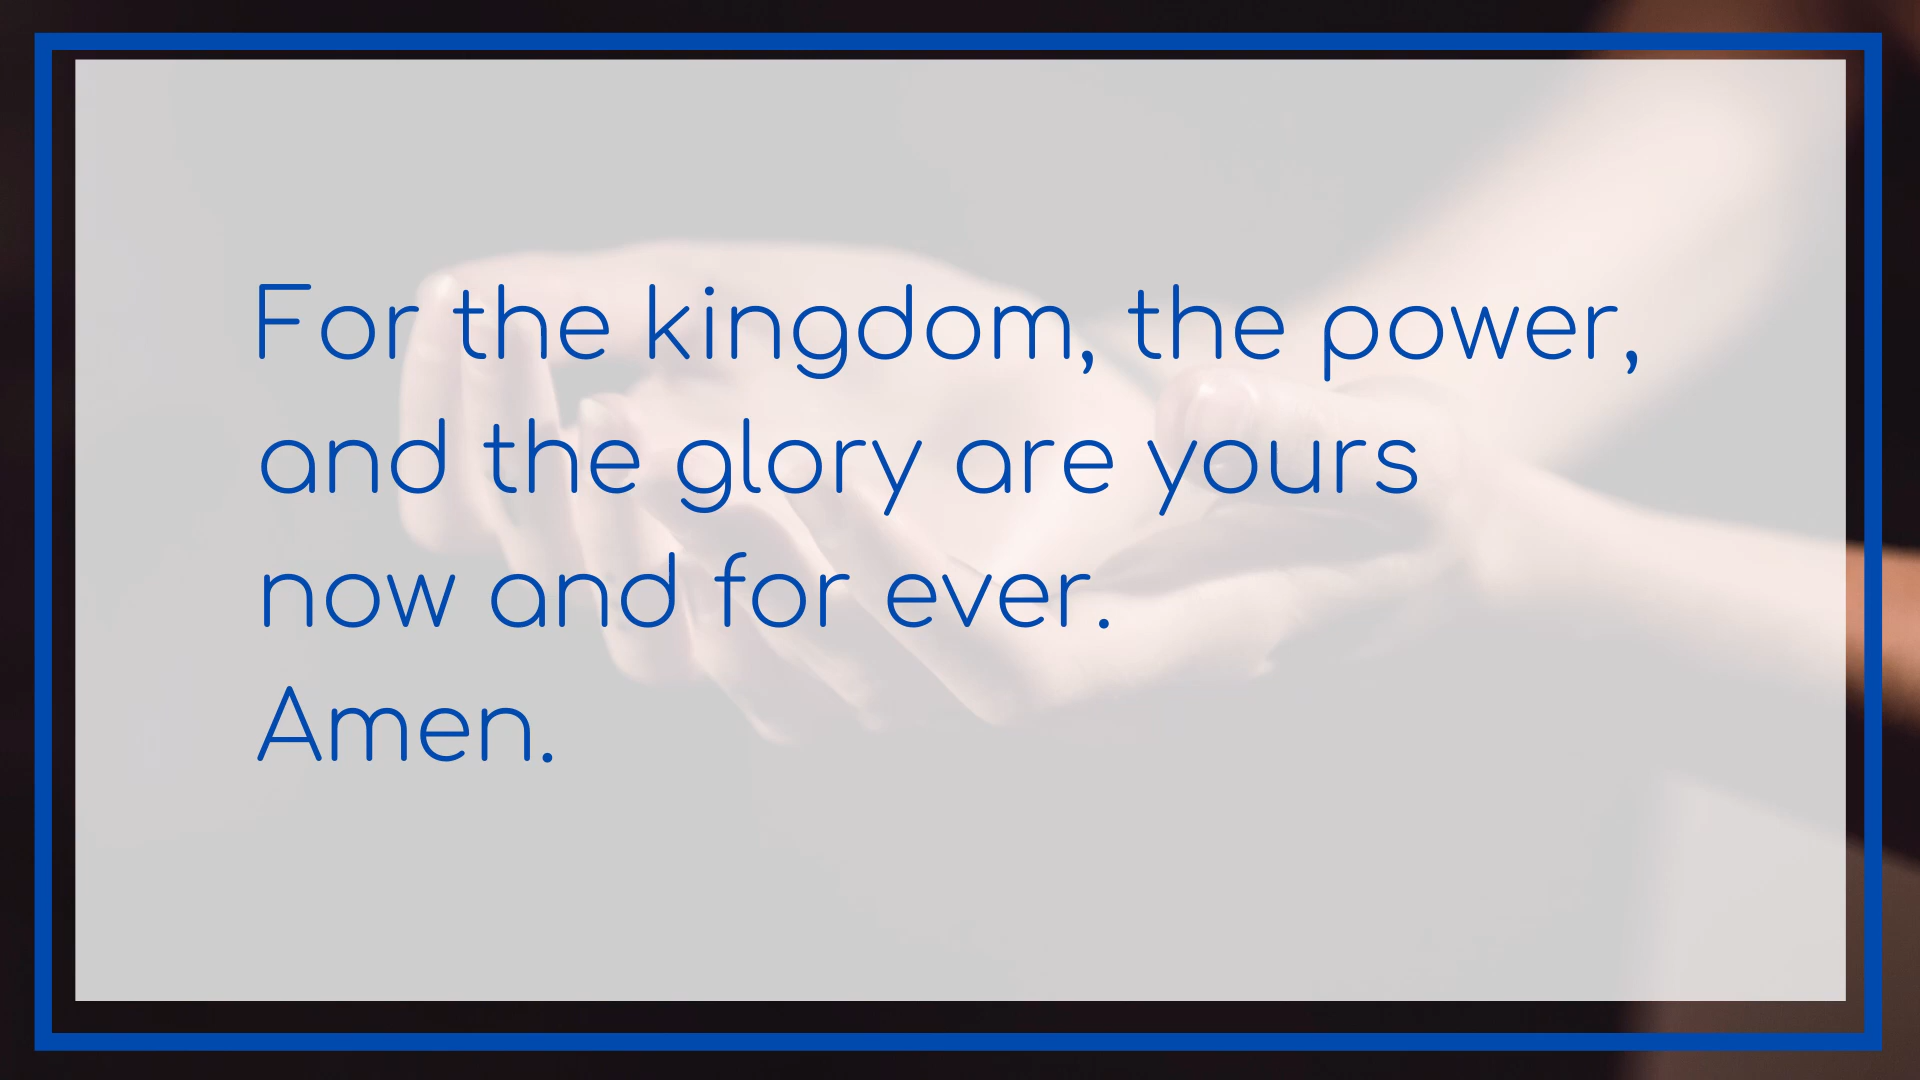 For the kingdom, the power,
and the glory are yours
now and for ever.
Amen.